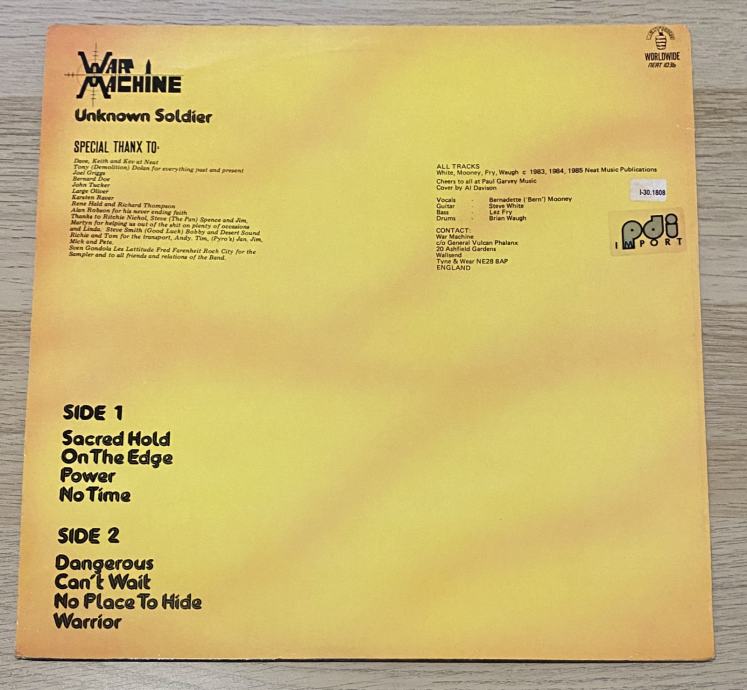 WAR MACHINE
Unknown Soldier
SPECIAL THANX TO·
Dave, Keith and Kev at Neat
Tony (Demolition) Dolan for everything past and present
Joel Griggs
Bernard Doe
John Tucker
Large Oliver
Karsten Raver
Rene Hald and Richard Thompson
Alan Robson for his never ending faith
Thanks to Ritchie Nichol, Steve (The Pun) Spence and Jim,
Martyn for helping us out of the shit on plenty of occasions
and Linda, Steve Smith (Good Luck) Bobby and Desert Sound
Richie and Tom for the transport, Andy, Tim, (Pyro's) Jan, Jim,
Mick and Pete.
Sven Gondola Les Lattitude Fred Farenheit Rock City for the
Sampler and to all friends and relations of the Band.
WORLDWIDE
NEAT 1036
ALL TRACKS
White, Mooney, Fry, Waugh c 1983, 1984, 1985 Neat Music Publications
Cheers to all at Paul Garvey Music
Cover by Al Davison
Vocals - Bernadette ('Bern') Mooney
Guitar - Steve White
Bass - Lez Fry
Drums - Brian Waugh
CONTACT:
War Machine
c/o General Vulcan Phalanx
20 Ashfield Gardens
Wallsend
Tyne & Wear NE28 8AP
ENGLAND
I-30.1808
pdi
IMPORT
SIDE 1
Sacred Hold
On The Edge
Power
No Time
SIDE 2
Dangerous
Can't Wait
No Place To Hide
Warrior